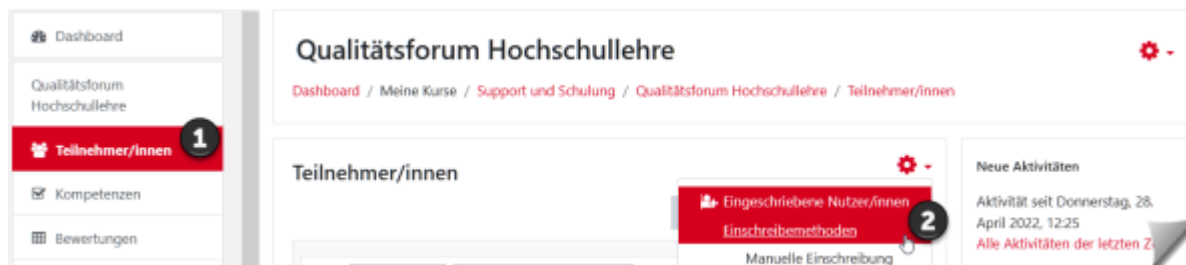 Dashboard
Qualitätsforum
Hochschullehre
Teilnehmer/innen
1
Kompetenzen
Bewertungen
Qualitätsforum Hochschullehre
Dashboard / Meine Kurse / Support und Schulung / Qualitätsforum Hochschullehre / Teilnehmer/innen
Teilnehmer/innen
Eingeschriebene Nutzer/innen
Einschreibemethoden
2
Manuelle Einschreibung
Neue Aktivitäten
Aktivität seit Donnerstag, 28.
April 2022, 12:25
Alle Aktivitäten der letzten